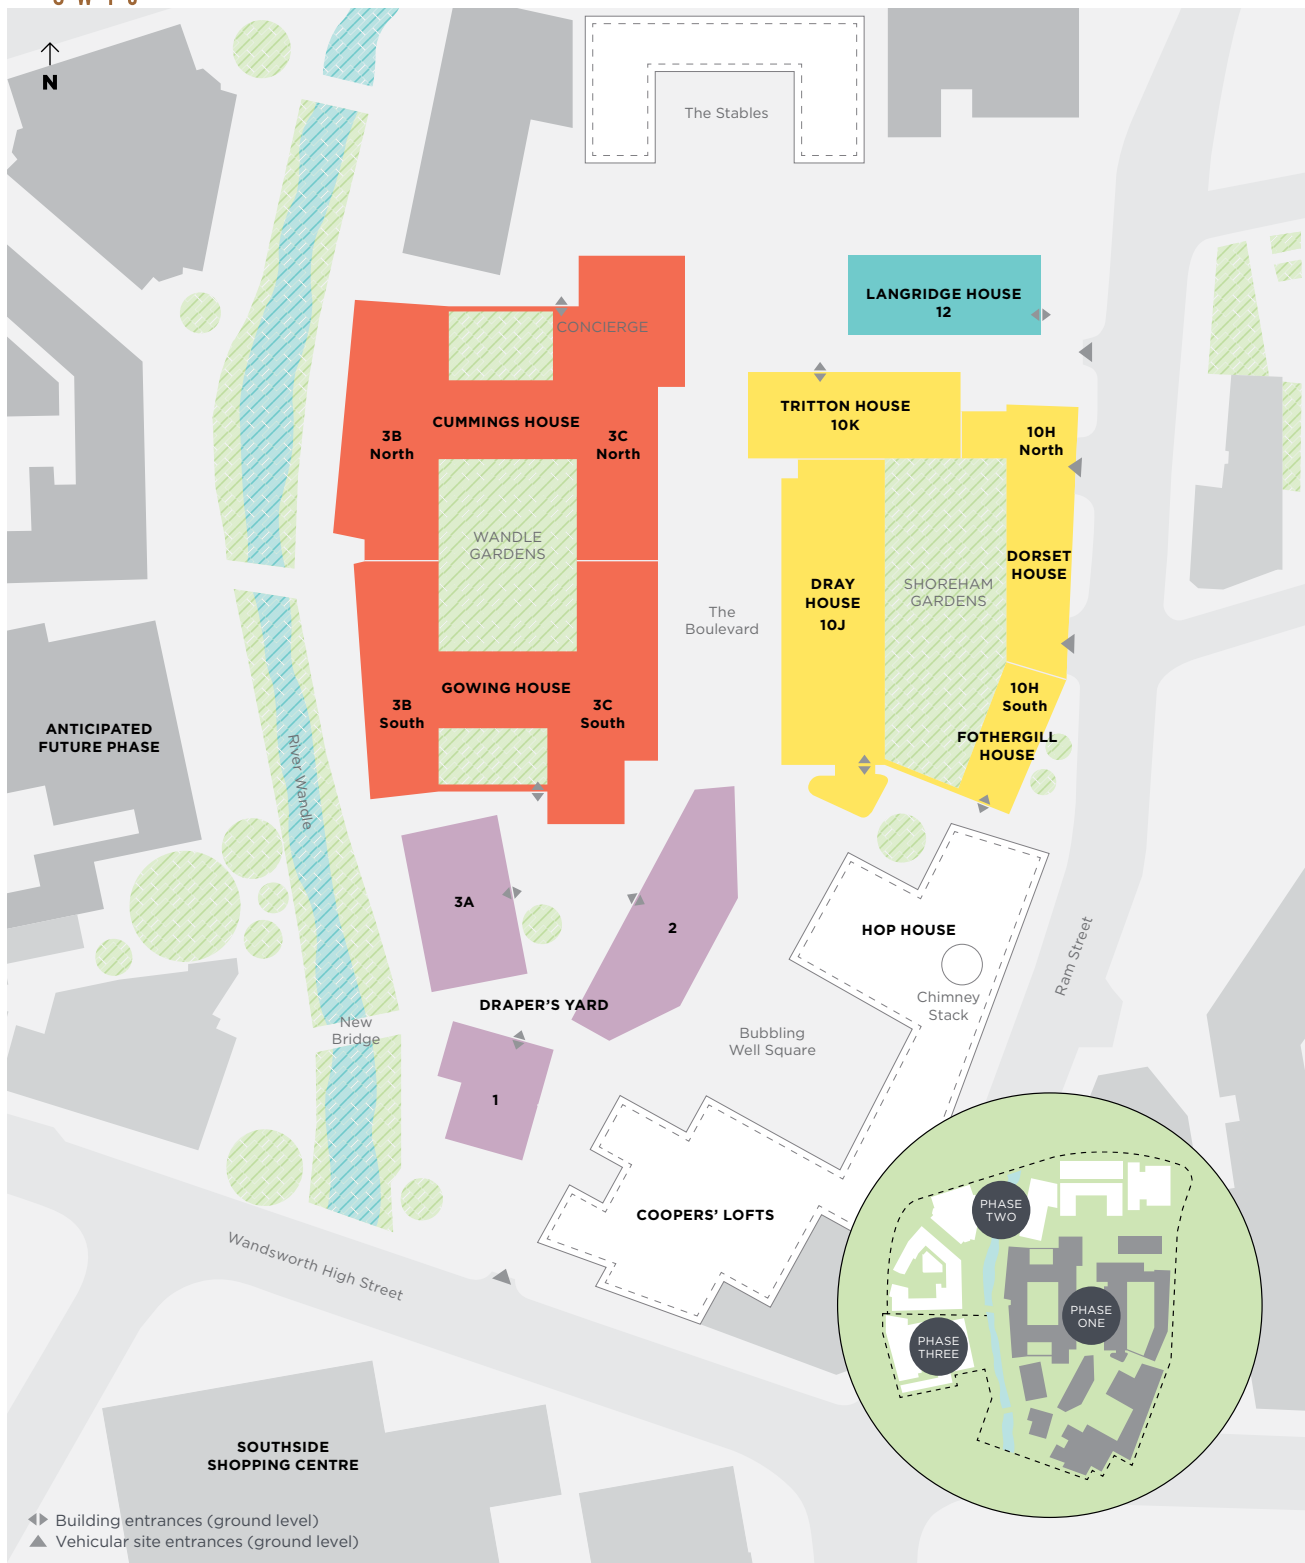 N
The Stables
LANGRIDGE HOUSE
12
CONCIERGE
TRITTON HOUSE
10K
CUMMINGS HOUSE
3B
North
3C
North
10H
North
WANDLE
GARDENS
DORSET
HOUSE
DRAY
HOUSE
10J
SHOREHAM
GARDENS
The
Boulevard
GOWING HOUSE
3B
South
3C
South
10H
South
FOTHERGILL
HOUSE
ANTICIPATED
FUTURE PHASE
River Wandle
3A
2
HOP HOUSE
Ram Street
Chimney
Stack
DRAPER'S YARD
New
Bridge
Bubbling
Well Square
1
COOPERS' LOFTS
Wandsworth High Street
PHASE
TWO
PHASE
ONE
PHASE
THREE
SOUTHSIDE
SHOPPING CENTRE
Building entrances (ground level)
Vehicular site entrances (ground level)